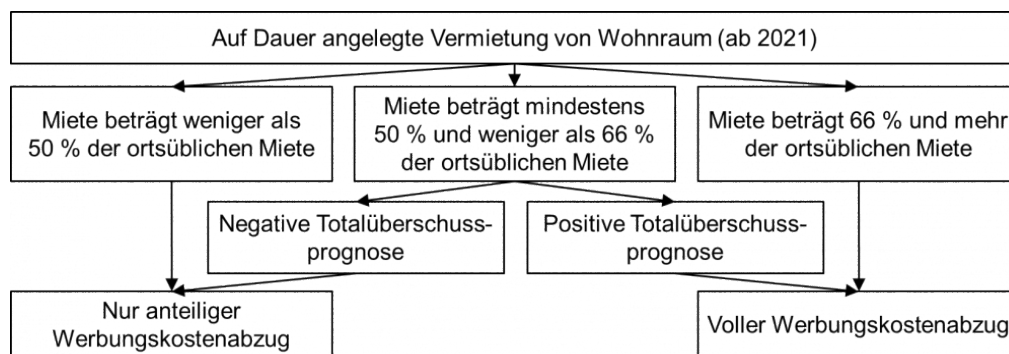 Auf Dauer angelegte Vermietung von Wohnraum (ab 2021)
Miete beträgt weniger als
50 % der ortsüblichen Miete
Miete beträgt mindestens
50 % und weniger als 66 %
der ortsüblichen Miete
Miete beträgt 66 % und mehr
der ortsüblichen Miete
Negative Totalüberschuss-
prognose
Positive Totalüberschuss-
prognose
Nur anteiliger
Werbungskostenabzug
Voller Werbungskostenabzug